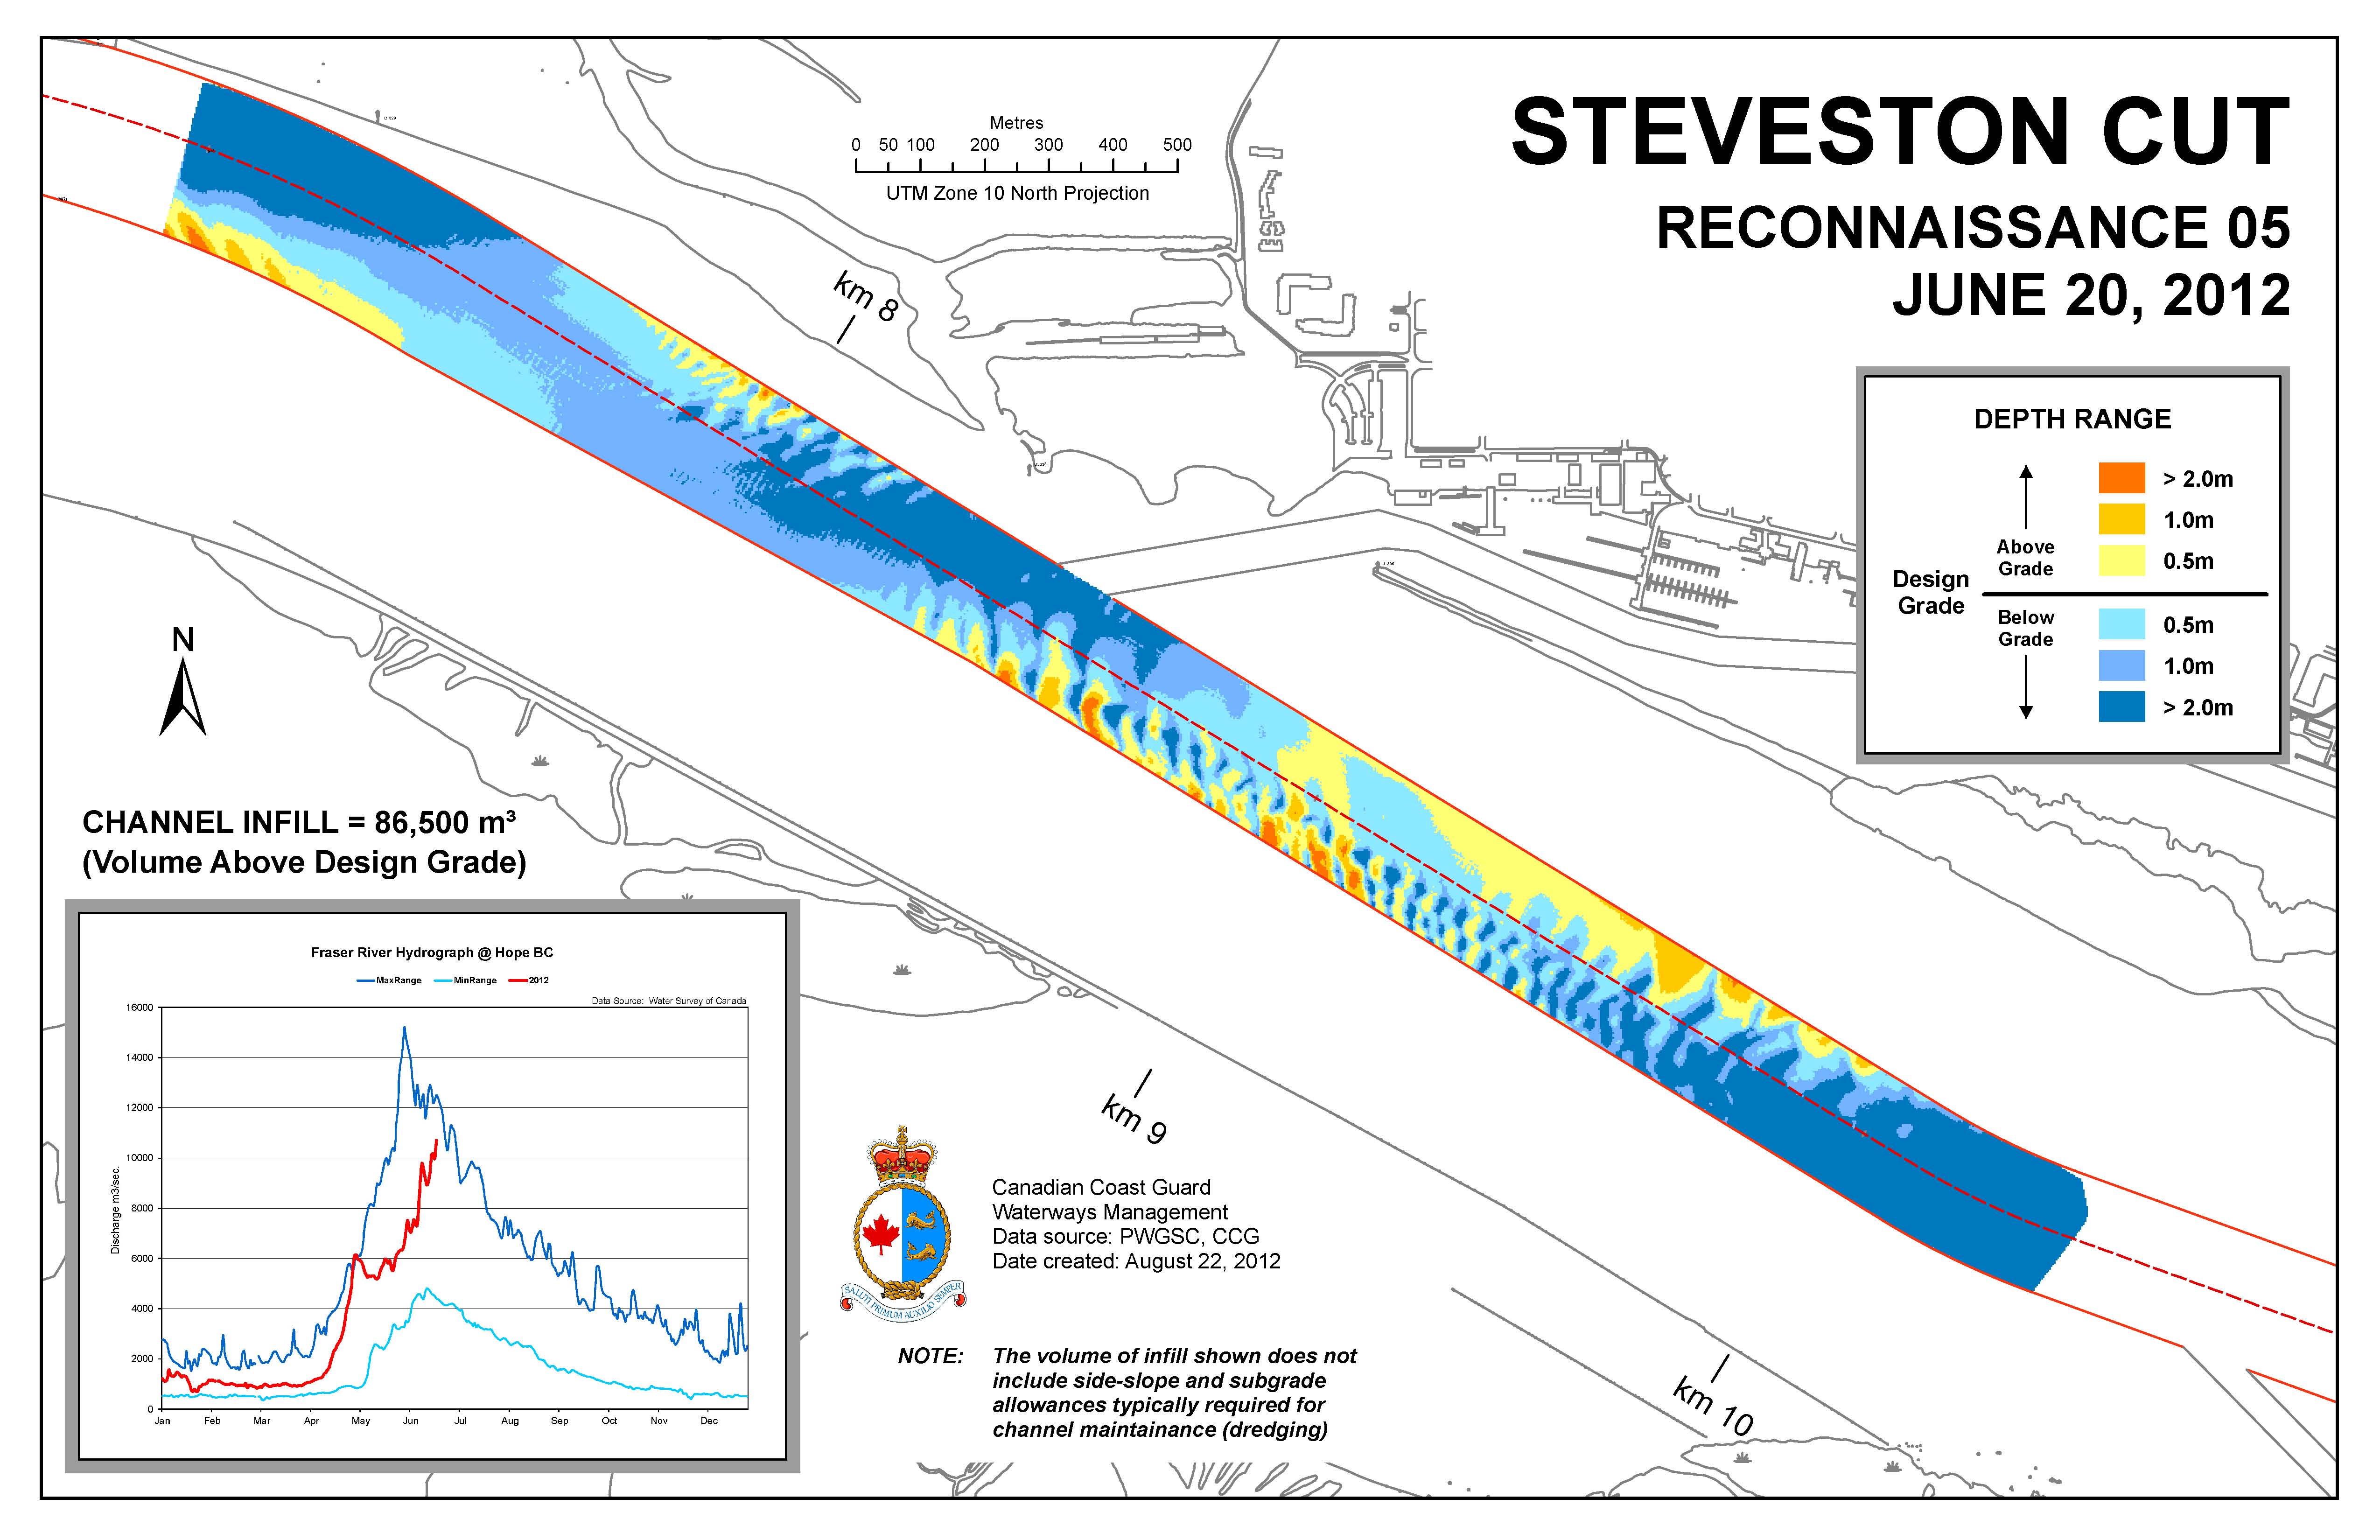 STEVESTON CUT
RECONNAISSANCE 05
JUNE 20, 2012
Metres
0 50 100 200 300 400 500
UTM Zone 10 North Projection
km 8
DEPTH RANGE
> 2.0m
1.0m
0.5m
Above
Grade
Design
Grade
Below
Grade
0.5m
1.0m
> 2.0m
N
CHANNEL INFILL = 86,500 m³
(Volume Above Design Grade)
Fraser River Hydrograph @ Hope BC
MaxRange MinRange 2012
Data Source: Water Survey of Canada
Discharge m3/sec.
16000
14000
12000
10000
8000
6000
4000
2000
0
Jan Feb Mar Apr May Jun Jul Aug Sep Oct Nov Dec
km 9
SALUTI PRIMUM AUXILIO SEMPER
Canadian Coast Guard
Waterways Management
Data source: PWGSC, CCG
Date created: August 22, 2012
NOTE: The volume of infill shown does not
include side-slope and subgrade
allowances typically required for
channel maintainance (dredging)
km 10